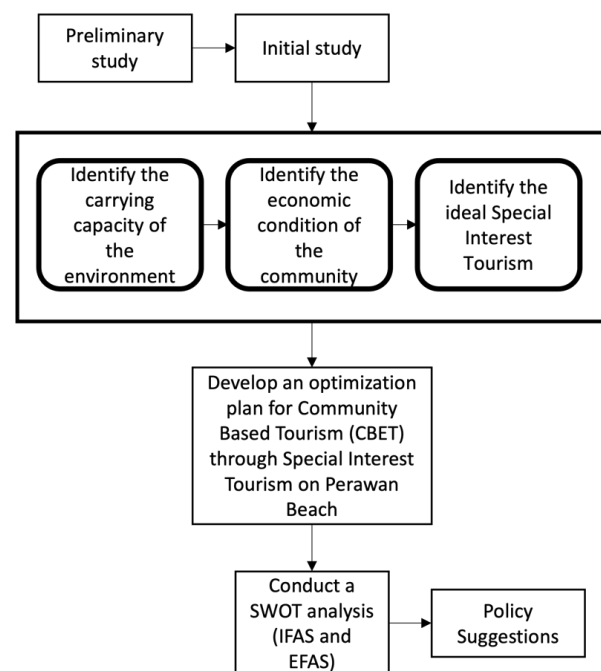 Preliminary
study
Initial study
Identify the
carrying
capacity of
the
environment
Identify the
economic
condition of
the
community
Identify the
ideal Special
Interest
Tourism
Develop an optimization
plan for Community
Based Tourism (CBET)
through Special Interest
Tourism on Perawan
Beach
Conduct a
SWOT analysis
(IFAS and
EFAS)
Policy
Suggestions